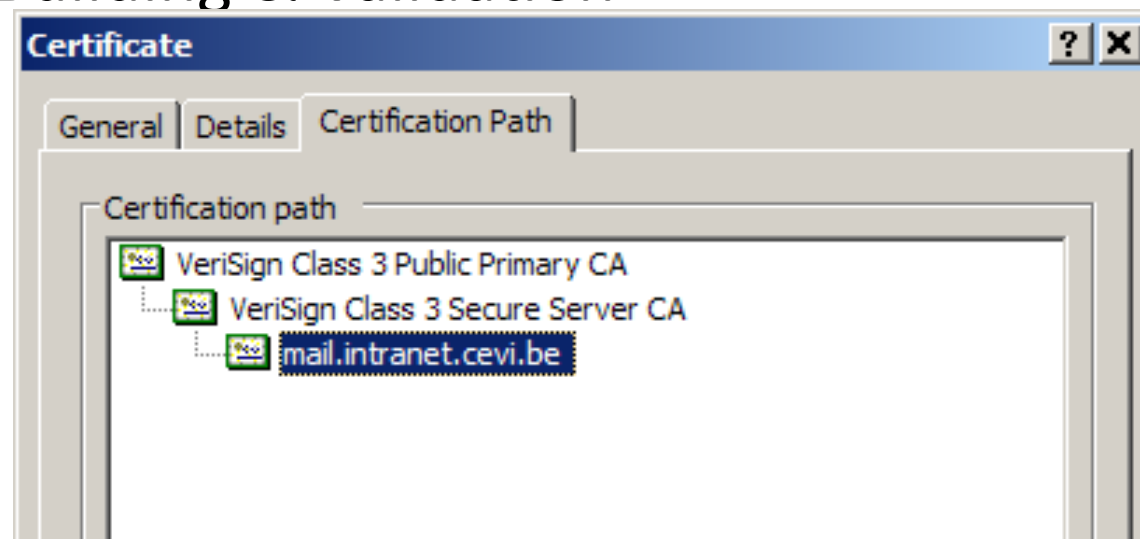 Certificate
General Details Certification Path
Certification path
VeriSign Class 3 Public Primary CA
VeriSign Class 3 Secure Server CA
mail.intranet.cevi.be